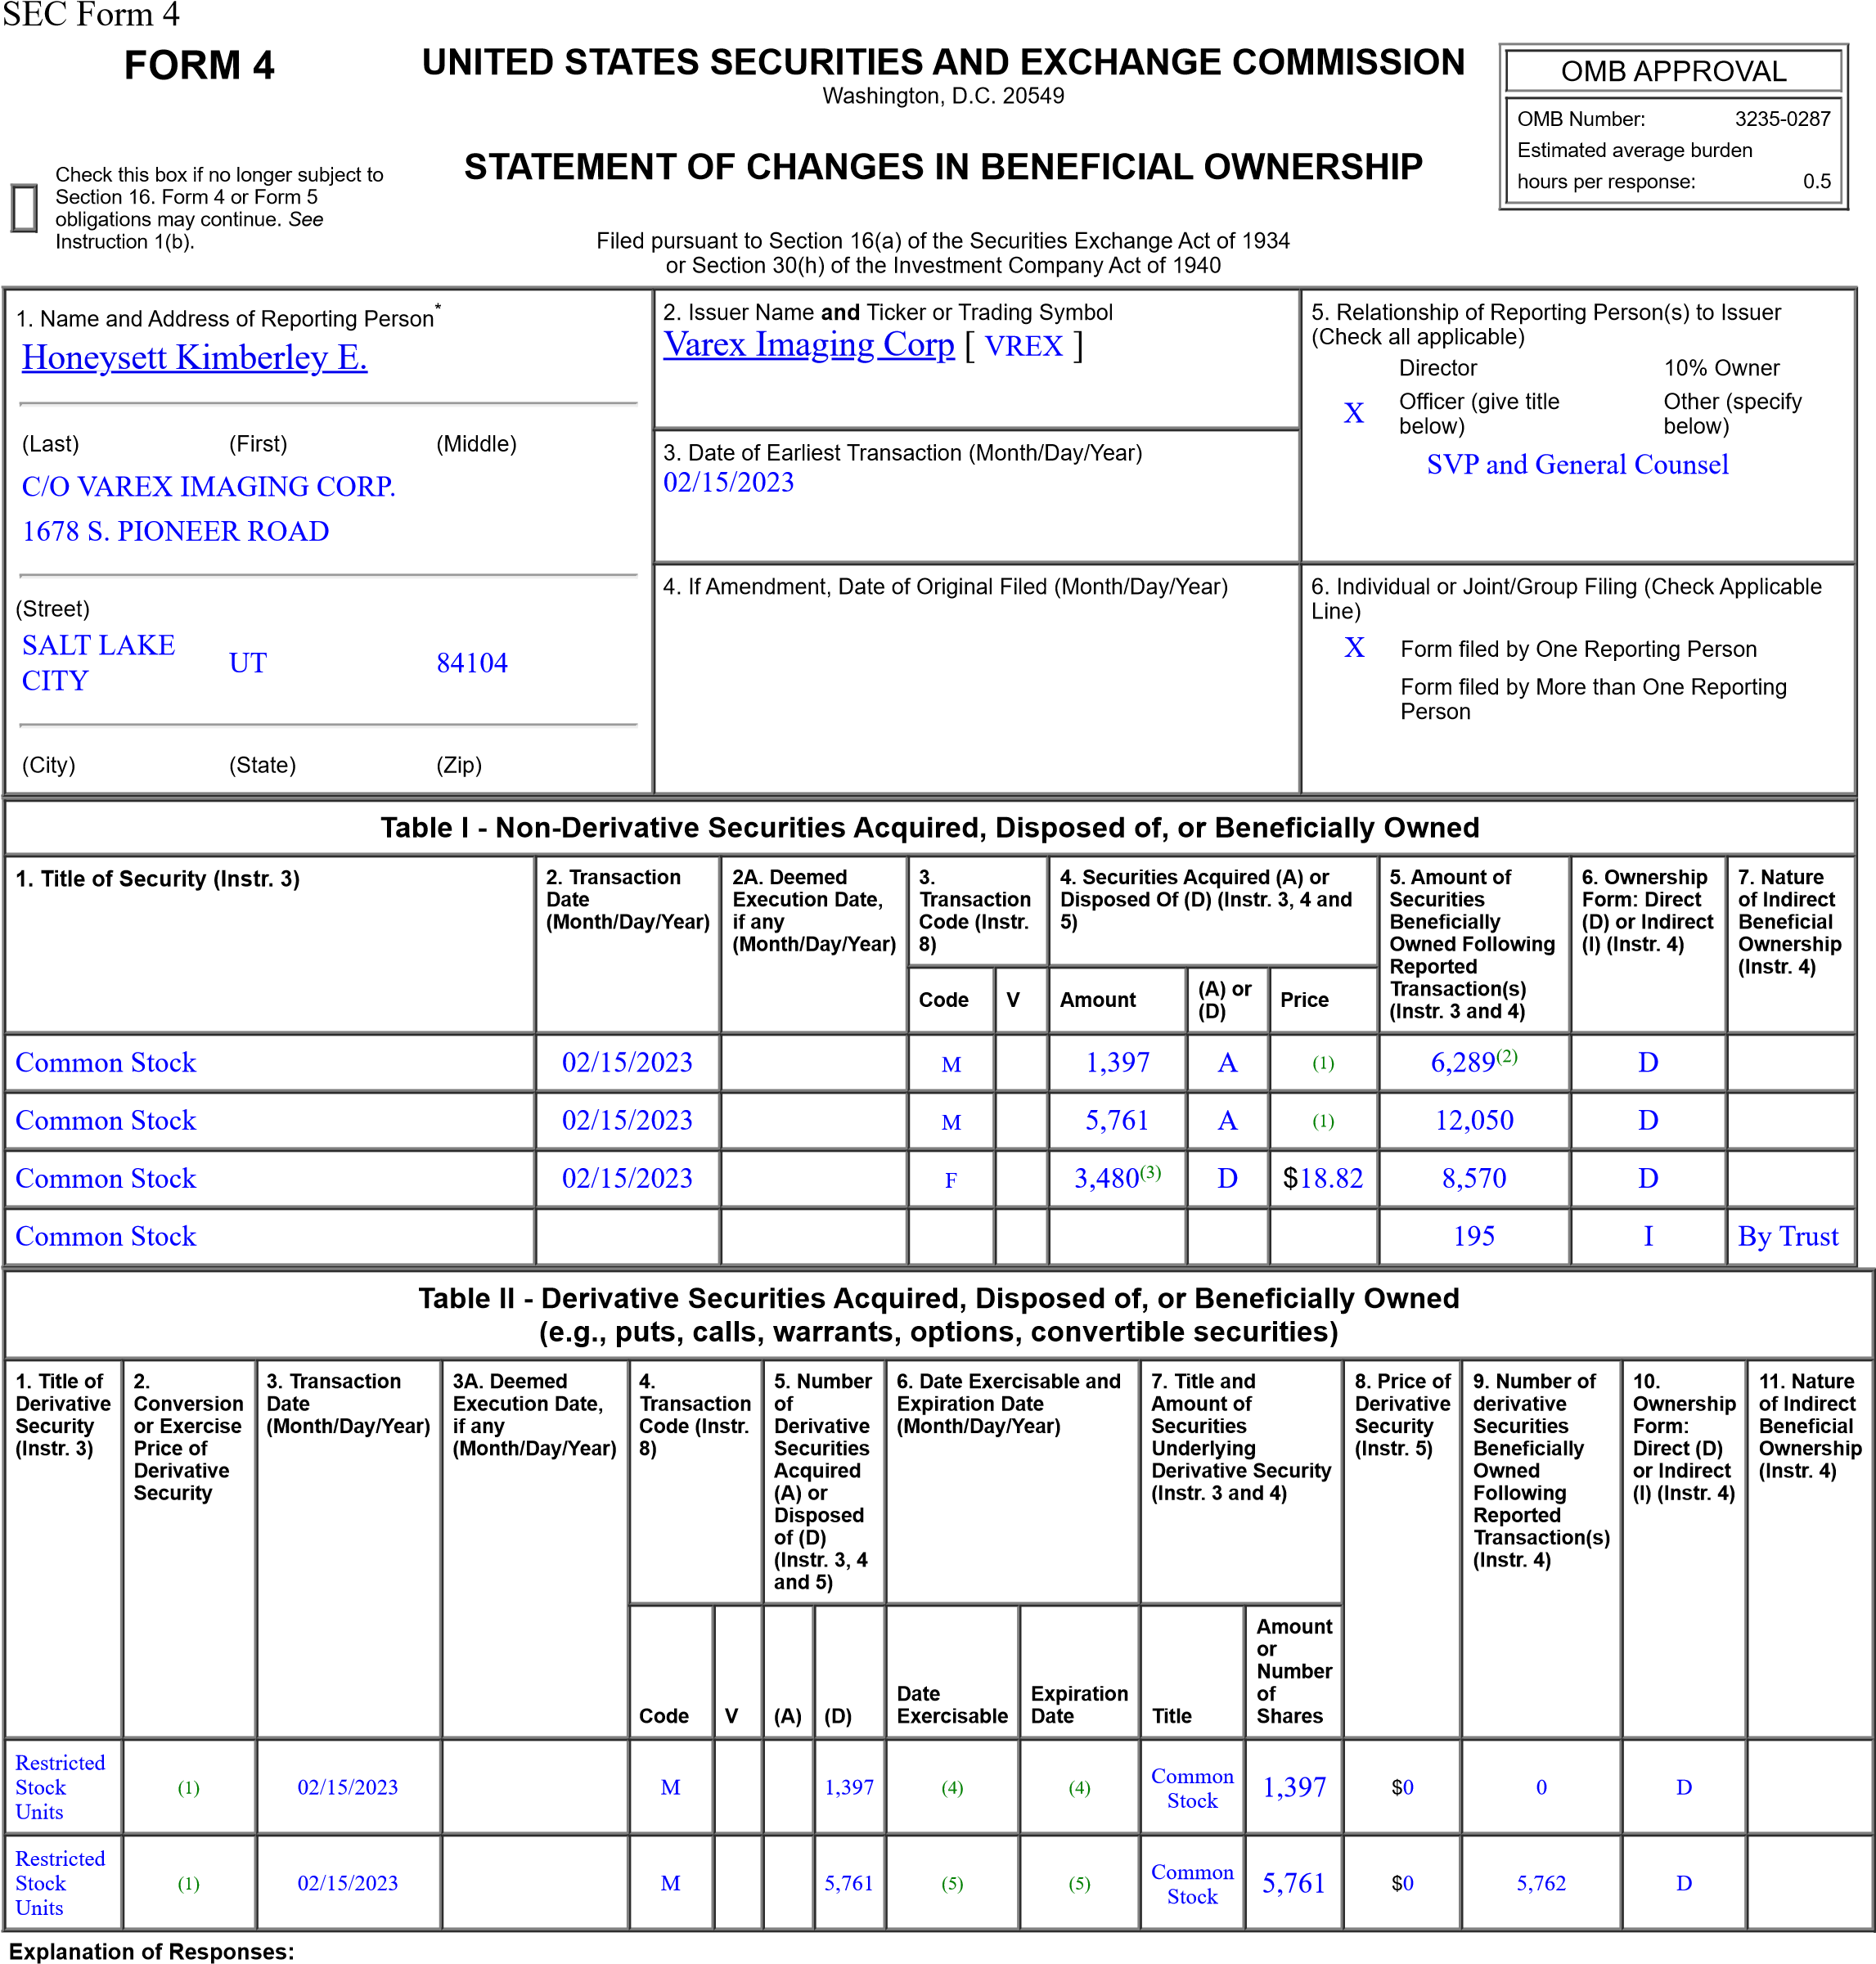 SEC Form 4
FORM 4
UNITED STATES SECURITIES AND EXCHANGE COMMISSION
Washington, D.C. 20549
STATEMENT OF CHANGES IN BENEFICIAL OWNERSHIP
Filed pursuant to Section 16(a) of the Securities Exchange Act of 1934
or Section 30(h) of the Investment Company Act of 1940
OMB APPROVAL
OMB Number: 3235-0287
Estimated average burden
hours per response: 0.5
Check this box if no longer subject to
Section 16. Form 4 or Form 5
obligations may continue. See
Instruction 1(b).
1. Name and Address of Reporting Person*
Honeysett Kimberley E.
(Last) (First) (Middle)
C/O VAREX IMAGING CORP.
1678 S. PIONEER ROAD
(Street)
SALT LAKE
CITY UT 84104
(City) (State) (Zip)
2. Issuer Name and Ticker or Trading Symbol
Varex Imaging Corp [ VREX ]
3. Date of Earliest Transaction (Month/Day/Year)
02/15/2023
4. If Amendment, Date of Original Filed (Month/Day/Year)
5. Relationship of Reporting Person(s) to Issuer
(Check all applicable)
Director 10% Owner
X Officer (give title
below) Other (specify
below)
SVP and General Counsel
6. Individual or Joint/Group Filing (Check Applicable
Line)
X Form filed by One Reporting Person
Form filed by More than One Reporting
Person
Table I - Non-Derivative Securities Acquired, Disposed of, or Beneficially Owned
1. Title of Security (Instr. 3)
2. Transaction
Date
(Month/Day/Year)
2A. Deemed
Execution Date,
if any
(Month/Day/Year)
3.
Transaction
Code (Instr.
8)
4. Securities Acquired (A) or
Disposed Of (D) (Instr. 3, 4 and
5)
5. Amount of
Securities
Beneficially
Owned Following
Reported
Transaction(s)
(Instr. 3 and 4)
6. Ownership
Form: Direct
(D) or Indirect
(I) (Instr. 4)
7. Nature
of Indirect
Beneficial
Ownership
(Instr. 4)
Code V Amount (A) or
(D) Price
Common Stock 02/15/2023 M 1,397 A (1) 6,289(2) D
Common Stock 02/15/2023 M 5,761 A (1) 12,050 D
Common Stock 02/15/2023 F 3,480(3) D $18.82 8,570 D
Common Stock 195 I By Trust
Table II - Derivative Securities Acquired, Disposed of, or Beneficially Owned
(e.g., puts, calls, warrants, options, convertible securities)
1. Title of
Derivative
Security
(Instr. 3)
2.
Conversion
or Exercise
Price of
Derivative
Security
3. Transaction
Date
(Month/Day/Year)
3A. Deemed
Execution Date,
if any
(Month/Day/Year)
4.
Transaction
Code (Instr.
8)
5. Number
of
Derivative
Securities
Acquired
(A) or
Disposed
of (D)
(Instr. 3, 4
and 5)
6. Date Exercisable and
Expiration Date
(Month/Day/Year)
7. Title and
Amount of
Securities
Underlying
Derivative Security
(Instr. 3 and 4)
8. Price of
Derivative
Security
(Instr. 5)
9. Number of
derivative
Securities
Beneficially
Owned
Following
Reported
Transaction(s)
(Instr. 4)
10.
Ownership
Form:
Direct (D)
or Indirect
(I) (Instr. 4)
11. Nature
of Indirect
Beneficial
Ownership
(Instr. 4)
Code V (A) (D)
Date
Exercisable
Expiration
Date
Title
Amount
or
Number
of
Shares
Restricted
Stock
Units (1) 02/15/2023 M 1,397 (4) (4) Common
Stock 1,397 $0 0 D
Restricted
Stock
Units (1) 02/15/2023 M 5,761 (5) (5) Common
Stock 5,761 $0 5,762 D
Explanation of Responses: